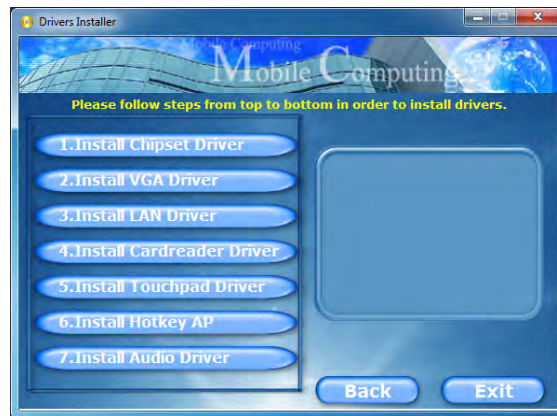 Drivers Installer
Mobile Computing
Mobile Computing
Please follow steps from top to bottom in order to install drivers.
1.Install Chipset Driver
2.Install VGA Driver
3.Install LAN Driver
4.Install Cardreader Driver
5.Install Touchpad Driver
6.Install Hotkey AP
7.Install Audio Driver
Back
Exit